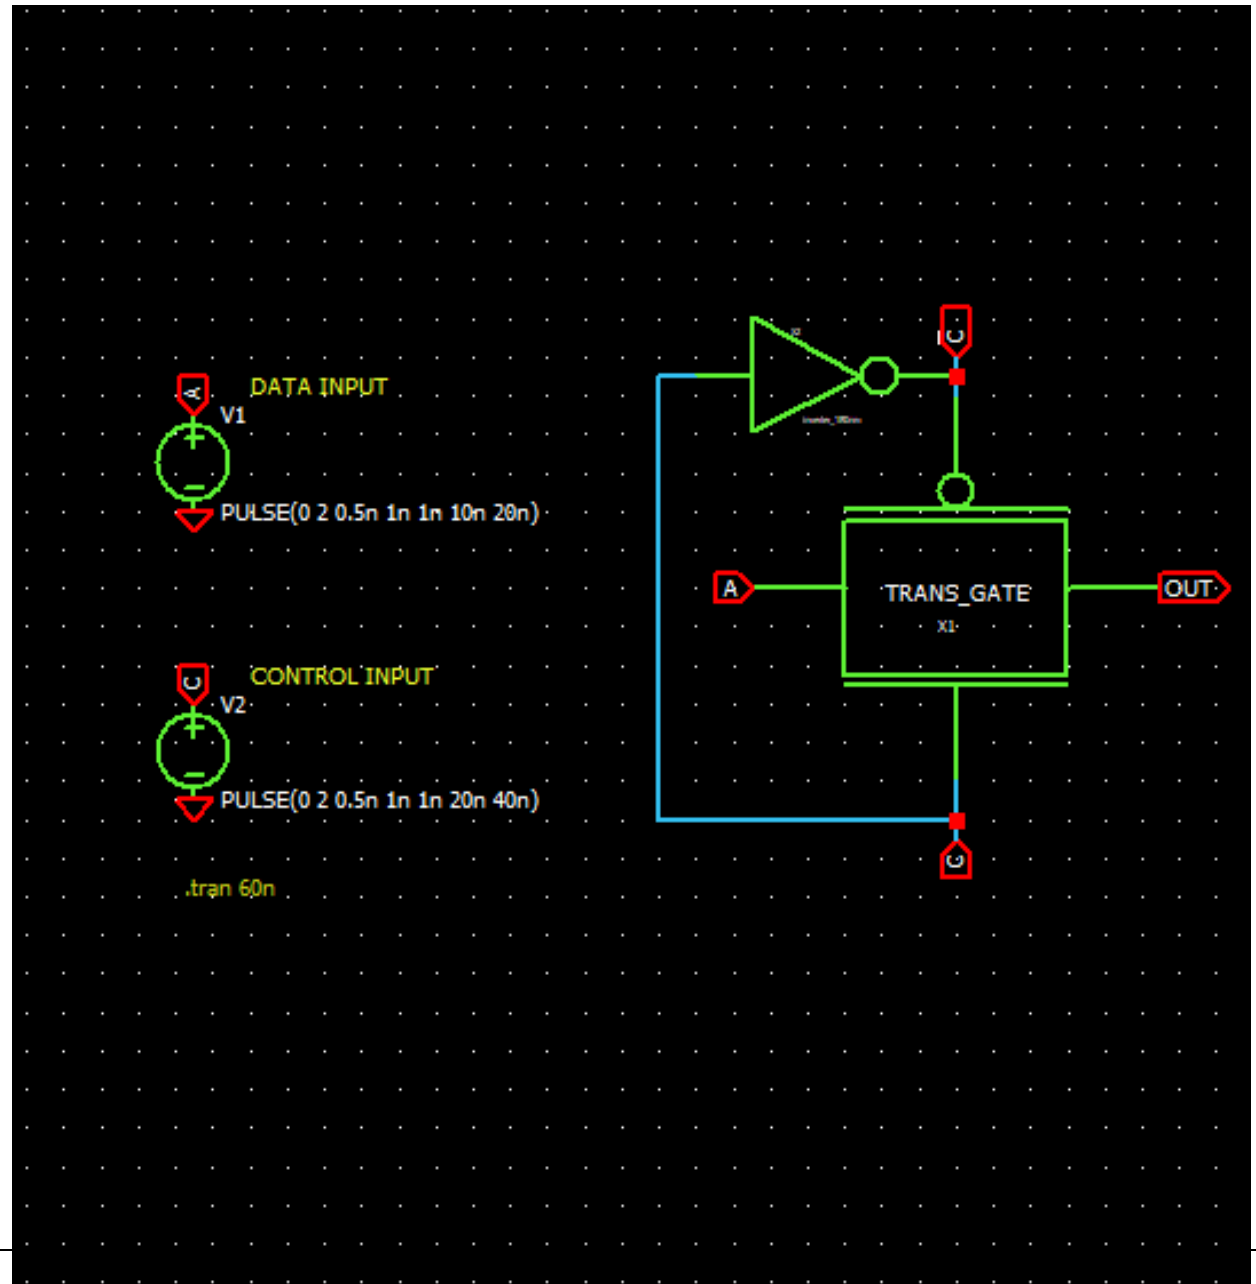 A
DATA INPUT
V1
PULSE(0 2 0.5n 1n 1n 10n 20n)
C
CONTROL INPUT
V2
PULSE(0 2 0.5n 1n 1n 20n 40n)
.tran 60n
C
A
TRANS_GATE
X1
OUT
C